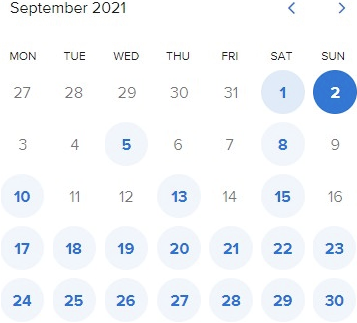 September 2021
MON TUE WED THU FRI SAT SUN
27 28 29 30 31 1 2
3 4 5 6 7 8 9
10 11 12 13 14 15 16
17 18 19 20 21 22 23
24 25 26 27 28 29 30